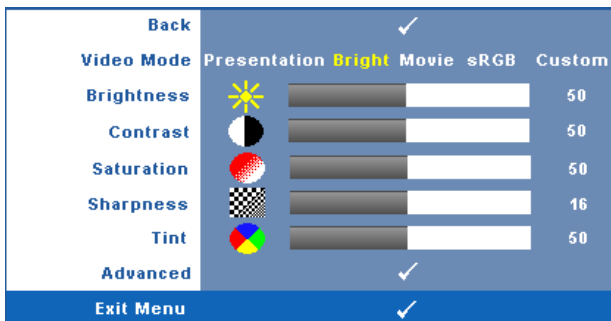 Back
Video Mode Presentation Bright Movie sRGB Custom
Brightness 50
Contrast 50
Saturation 50
Sharpness 16
Tint 50
Advanced
Exit Menu